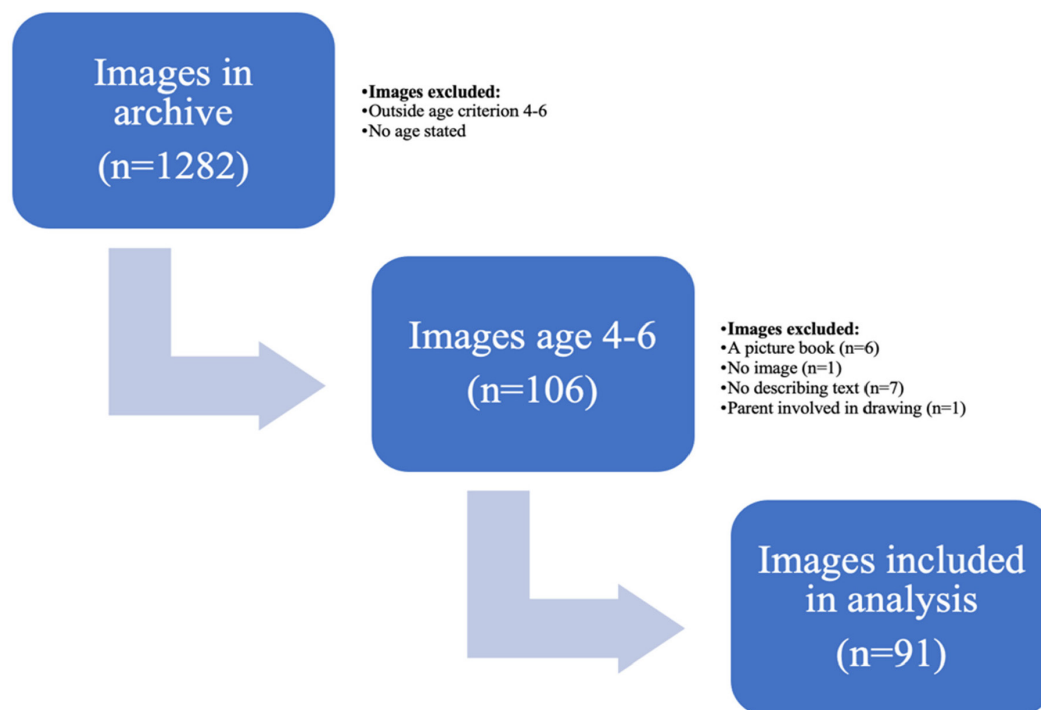 Images in
archive
(n=1282)
•Images excluded:
•Outside age criterion 4-6
•No age stated
Images age 4-6
(n=106)
•Images excluded:
•A picture book (n=6)
•No image (n=1)
•No describing text (n=7)
•Parent involved in drawing (n=1)
Images included
in analysis
(n=91)